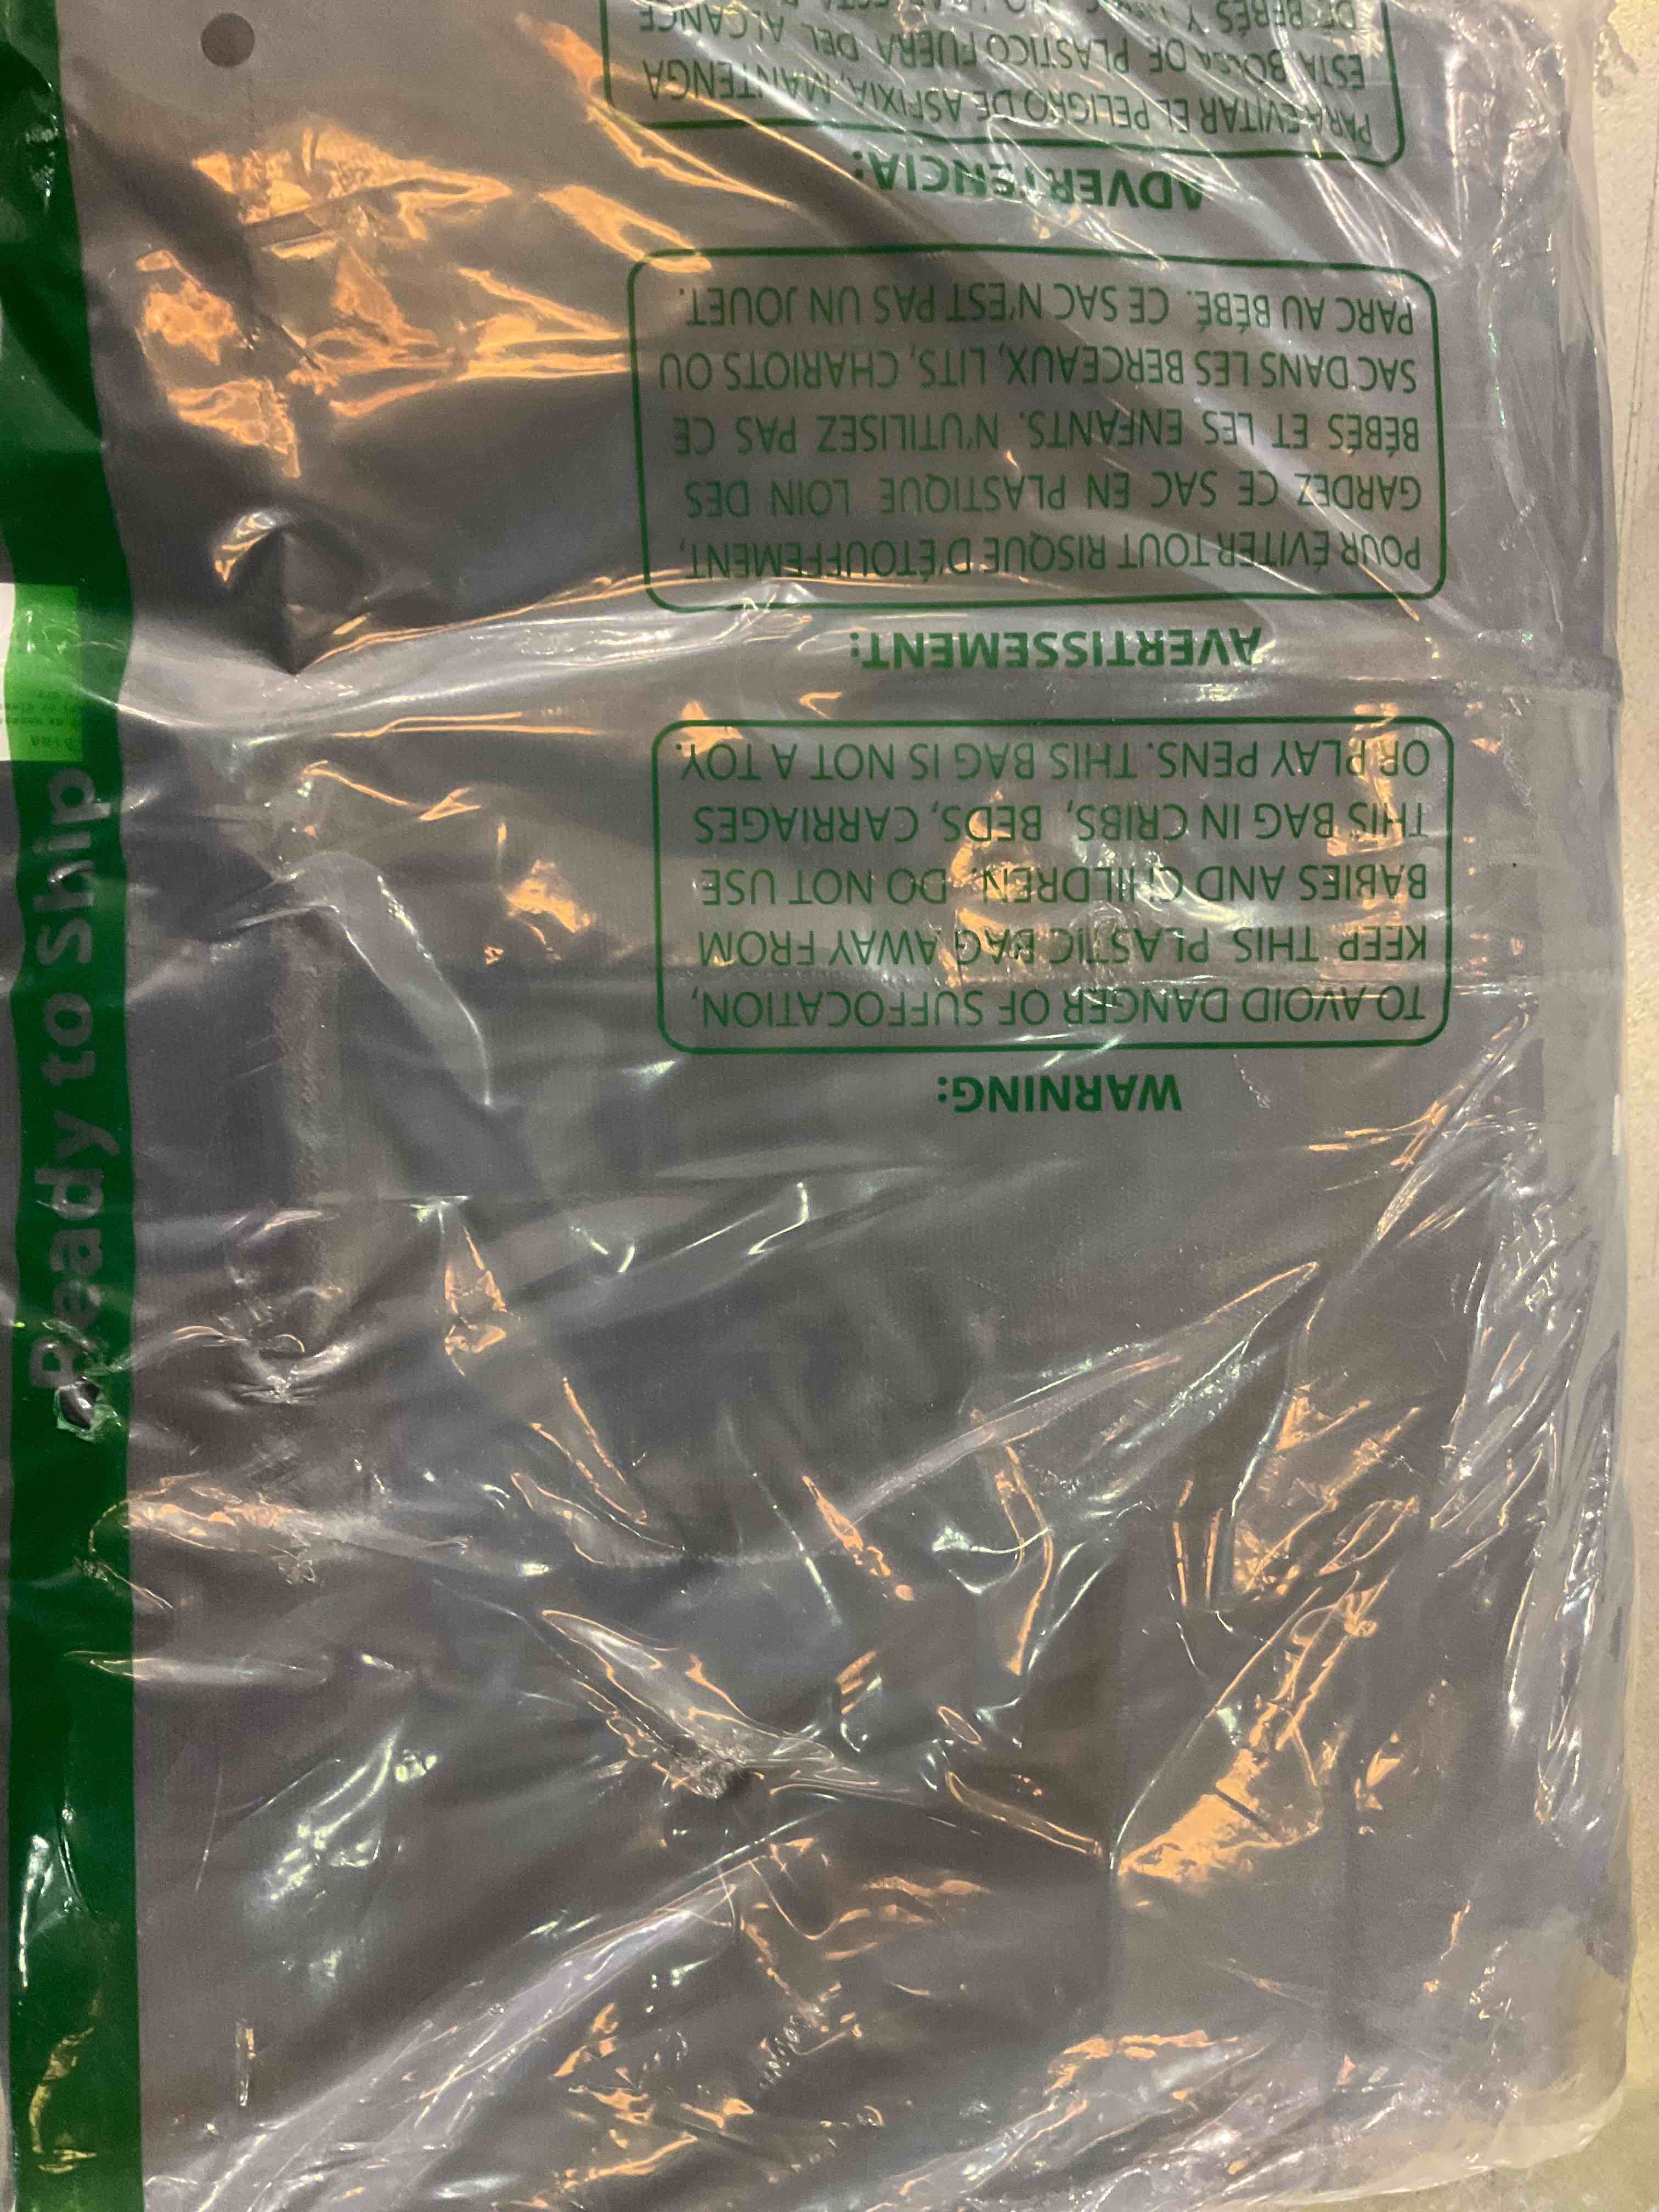 WARNING:
TO AVOID DANGER OF SUFFOCATION,
KEEP THIS PLASTIC BAG AWAY FROM
BABIES AND CHILDREN. DO NOT USE
THIS BAG IN CRIBS, BEDS, CARRIAGES
OR PLAY PENS. THIS BAG IS NOT A TOY.
AVERTISSEMENT:
POUR ÉVITER TOUT RISQUE D'ÉTOUFFEMENT,
GARDEZ CE SAC EN PLASTIQUE LOIN DES
BÉBÉS ET LES ENFANTS. N'UTILISEZ PAS CE
SAC DANS LES BERCEAUX, LITS, CHARIOTS OU
PARC AU BÉBÉ. CE SAC N'EST PAS UN JOUET.
ADVERTENCIA:
PARA EVITAR EL PELIGRO DE ASFIXIA, MANTENGA
ESTA BOLSA DE PLASTICO FUERA DEL ALCANCE
DE BEBÉS Y
Ready to Ship